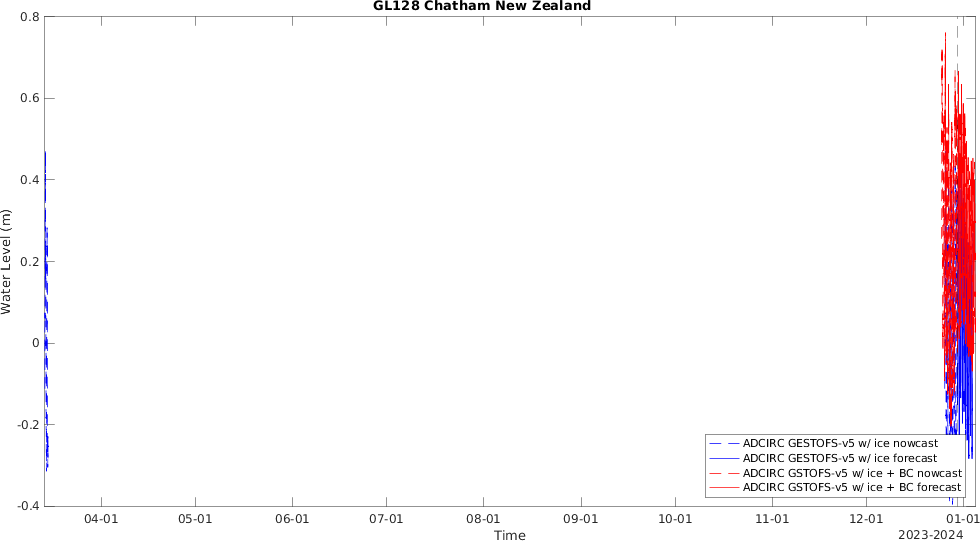 GL128 Chatham New Zealand
0.8
0.6
0.4
0.2
0
-0.2
-0.4
Water Level (m)
ADCIRC GESTOFS-v5 w/ ice nowcast
ADCIRC GESTOFS-v5 w/ ice forecast
ADCIRC GSTOFS-v5 w/ ice + BC nowcast
ADCIRC GSTOFS-v5 w/ ice + BC forecast
04-01 05-01 06-01 07-01 08-01 09-01 10-01 11-01 12-01 01-01
Time
2023-2024